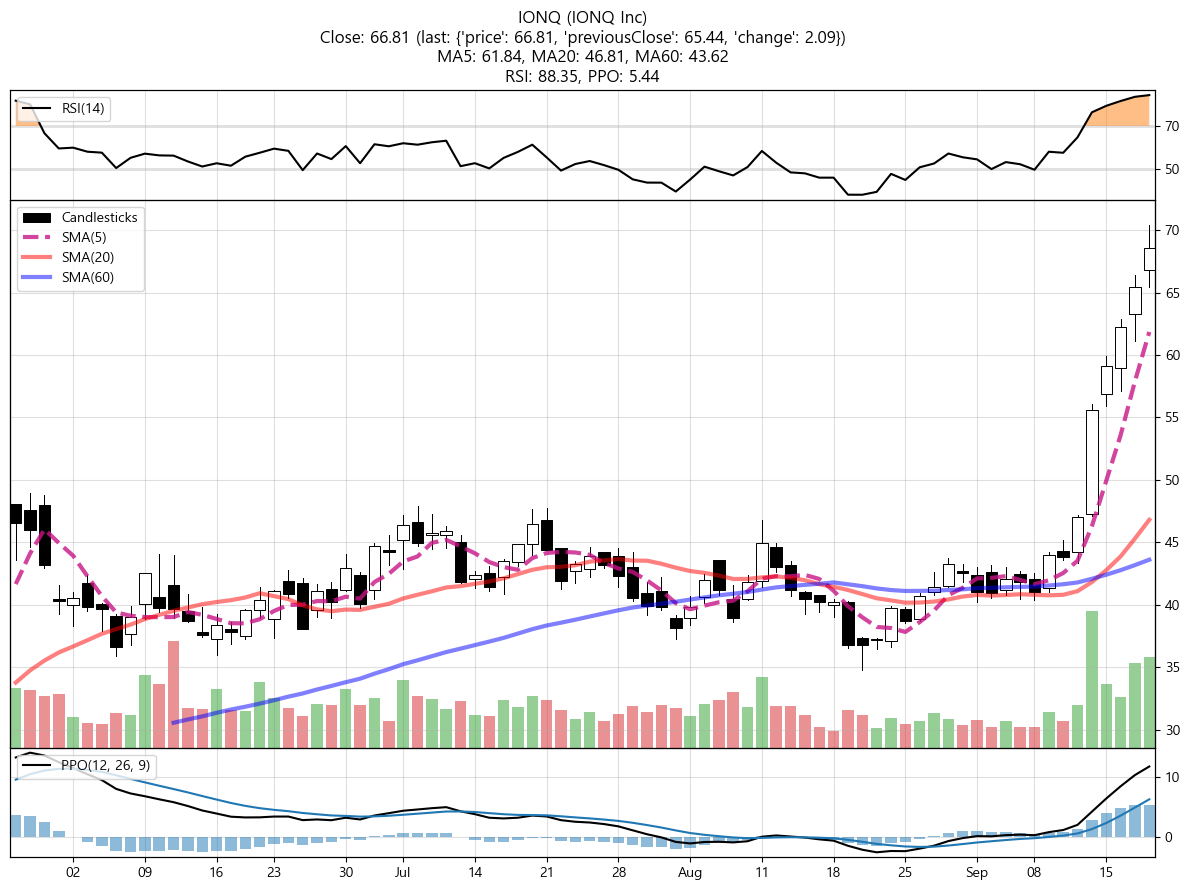 IONQ (IONQ Inc)
Close: 66.81 (last: {'price': 66.81, 'previousClose': 65.44, 'change': 2.09})
MA5: 61.84, MA20: 46.81, MA60: 43.62
RSI: 88.35, PPO: 5.44
RSI(14)
70
50
Candlesticks
SMA(5)
SMA(20)
SMA(60)
70
65
60
55
50
45
40
35
30
PPO(12, 26, 9)
10
0
02 09 16 23 30 Jul 14 21 28 Aug 11 18 25 Sep 08 15